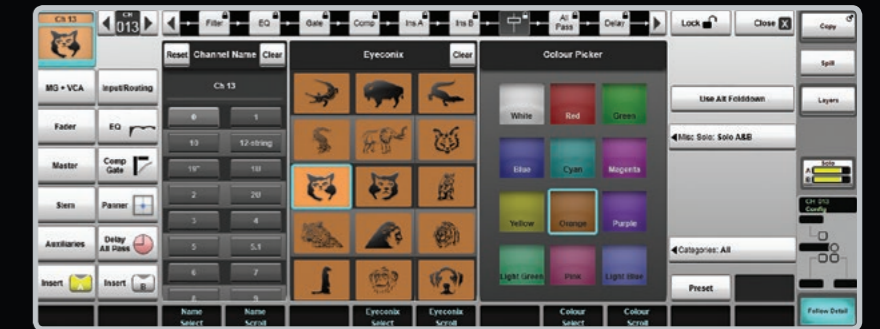 Ch 13
CH
013
Filter
EQ
Gate
Comp
Ins A
Ins B
All
Pass
Delay
Lock
Close X
Copy
Reset Channel Name Clear
Eyeconix
Clear
Colour Picker
Spill
MG + VCA
Input/Routing
Ch 13
Use Alt Folddown
Layers
0
1
White
Red
Green
Fader
EQ
10
12-string
Misc Solo: Solo A&B
Master
Comp
Gate
Blue
Cyan
Magenta
Solo
A
B
Stem
Panner
2
20
CH 013
Config
3
4
Yellow
Orange
Purple
Auxiliaries
Delay
All Pass
5
5.1
Categories: All
Insert
Insert
B
6
7
Light Green
Pink
Light Blue
Preset
8
9
Name
Select
Name
Scroll
Eyeconix
Select
Eyeconix
Scroll
Colour
Select
Colour
Scroll
Follow Detail